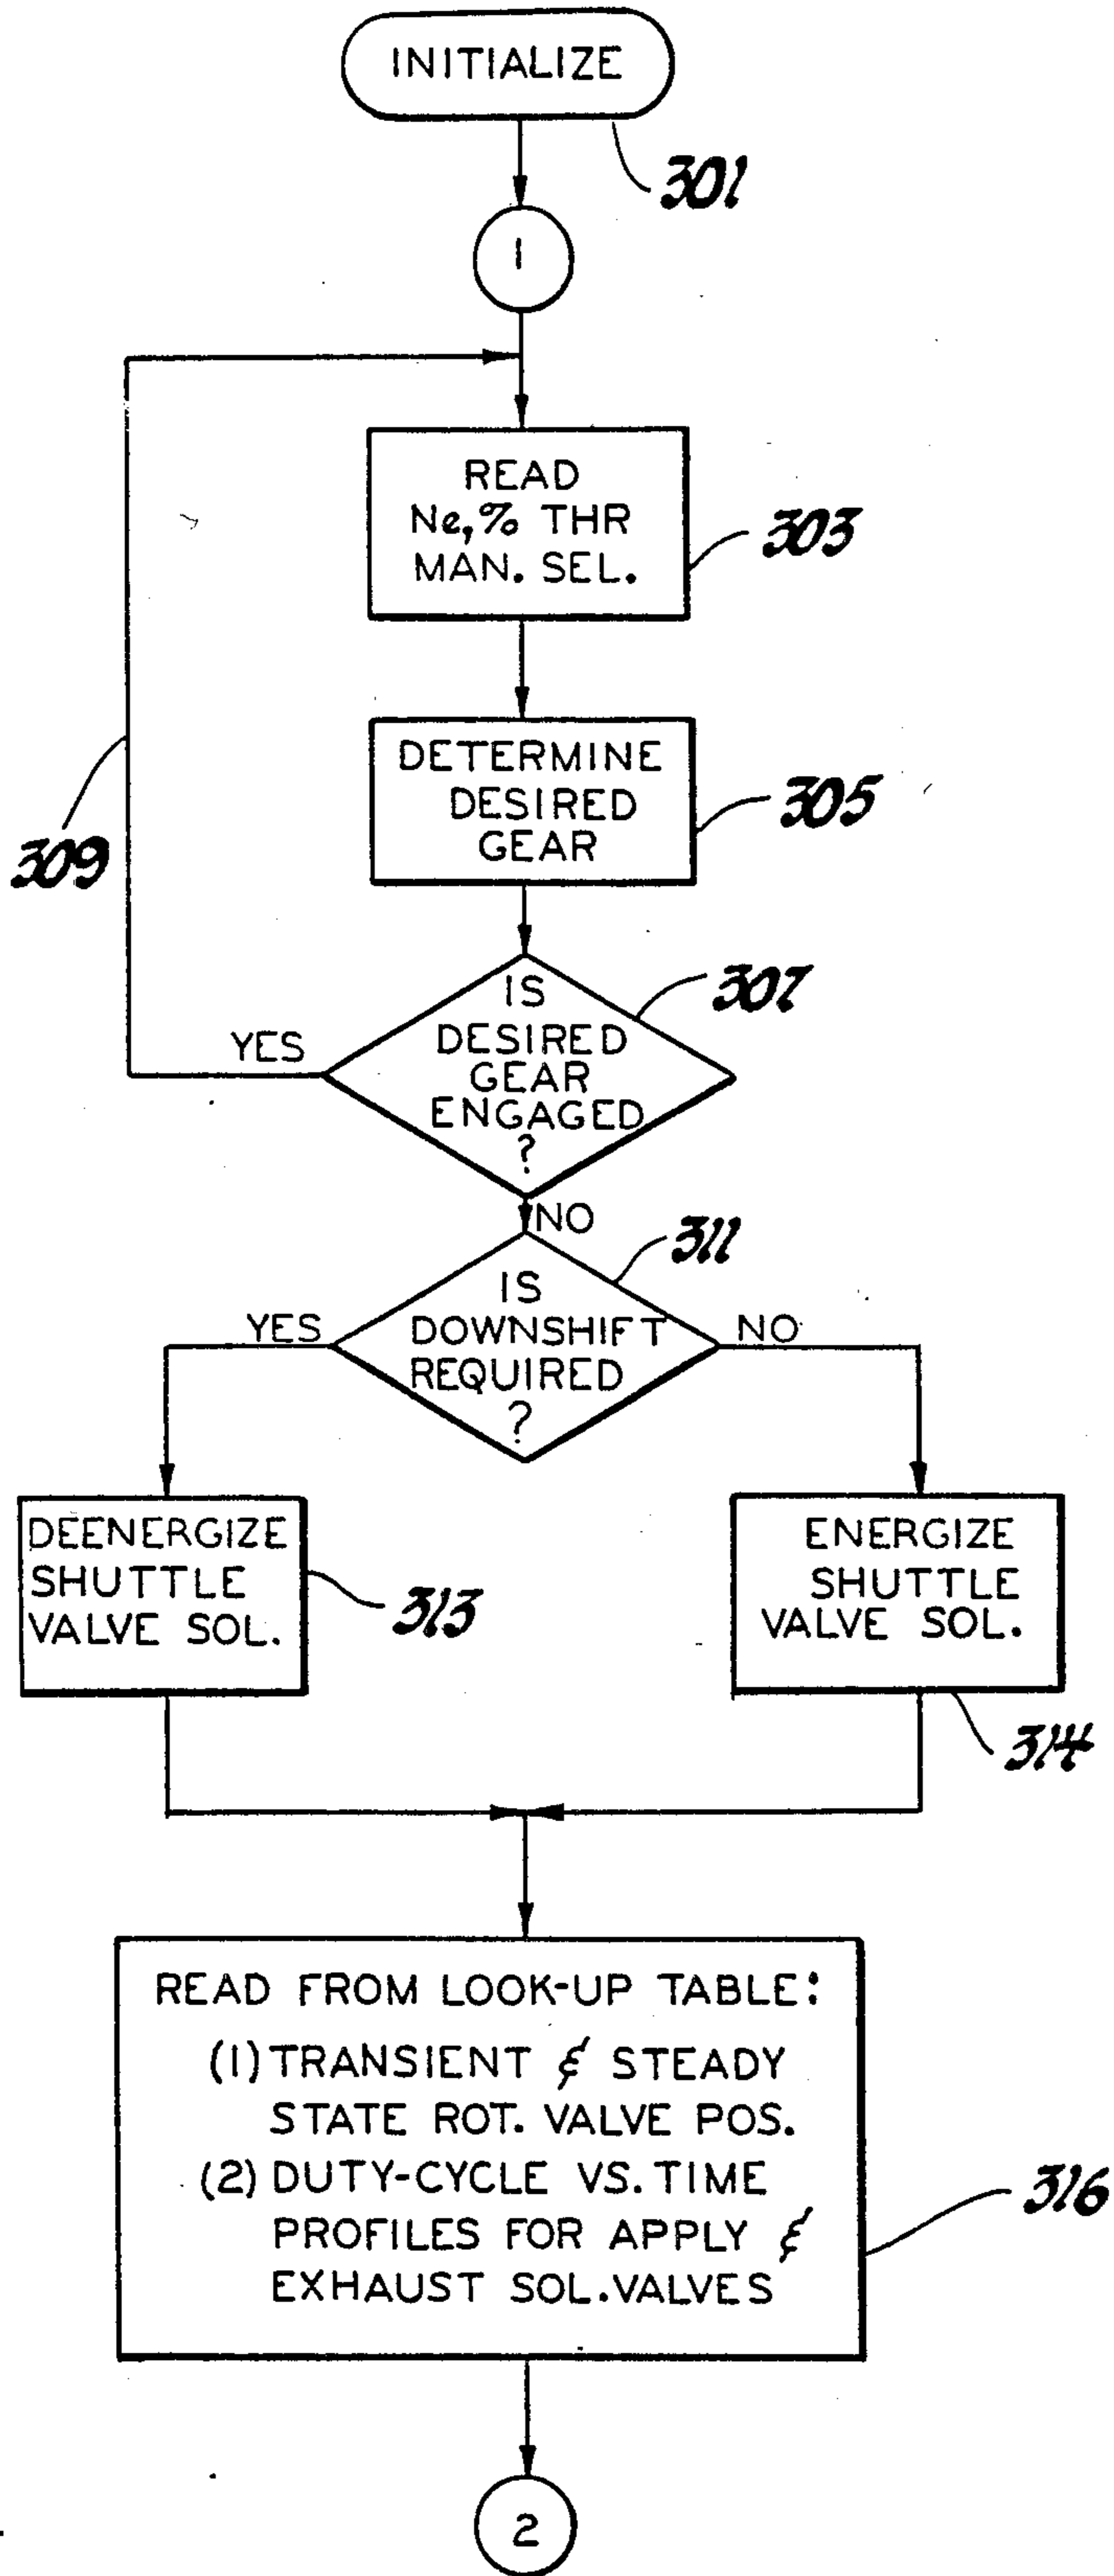 INITIALIZE
301
1
READ
Ne,% THR
MAN. SEL.
303
DETERMINE
DESIRED
GEAR
305
309
IS
DESIRED
GEAR
ENGAGED
?
307
YES
NO
311
IS
DOWNSHIFT
REQUIRED
?
YES
NO
DEENERGIZE
SHUTTLE
VALVE SOL.
313
ENERGIZE
SHUTTLE
VALVE SOL.
314
READ FROM LOOK-UP TABLE:
(1) TRANSIENT & STEADY
STATE ROT. VALVE POS.
(2) DUTY-CYCLE VS. TIME
PROFILES FOR APPLY &
EXHAUST SOL. VALVES
316
2